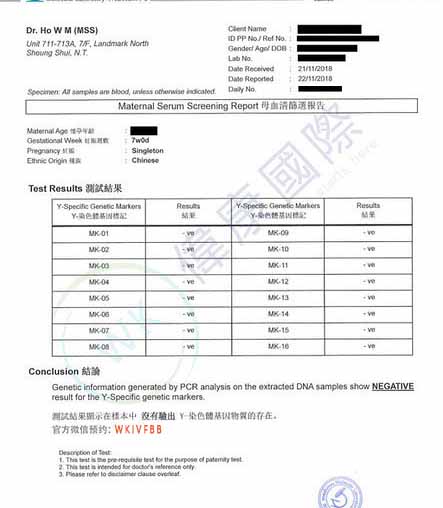 Dr. Ho W M (MSS)
Unit 711-713A, 7/F, Landmark North
Sheung Shui, N.T.
Client Name :
ID PP No./ Ref No. :
Gender/ Age/ DOB :
Lab No. :
Date Received : 21/11/2018
Date Reported : 22/11/2018
Daily No. :
Specimen: All samples are blood, unless otherwise indicated.
Maternal Serum Screening Report 母血清篩選報告
Maternal Age 懷孕年齡 :
Gestational Week 妊娠週數 : 7w0d
Pregnancy 妊娠 : Singleton
Ethnic Origin 種族 : Chinese
Test Results 測試結果
Y-Specific Genetic Markers Results Y-Specific Genetic Markers Results
Y-染色體基因標記 結果 Y-染色體基因標記 結果
MK-01 - ve MK-09 - ve
MK-02 - ve MK-10 - ve
MK-03 - ve MK-11 - ve
MK-04 - ve MK-12 - ve
MK-05 - ve MK-13 - ve
MK-06 - ve MK-14 - ve
MK-07 - ve MK-15 - ve
MK-08 - ve MK-16 - ve
偉康國際
WK
starts here
Conclusion 結論
Genetic information generated by PCR analysis on the extracted DNA samples show NEGATIVE
result for the Y-Specific genetic markers.
測試結果顯示在樣本中 沒有驗出 Y-染色體基因物質的存在。
官方微信预约: WKIVFBB
Description of Test:
1. This test is the pre-requisite test for the purpose of paternity test.
2. This test is intended for doctor's reference only.
3. Please refer to disclaimer clause overleaf.